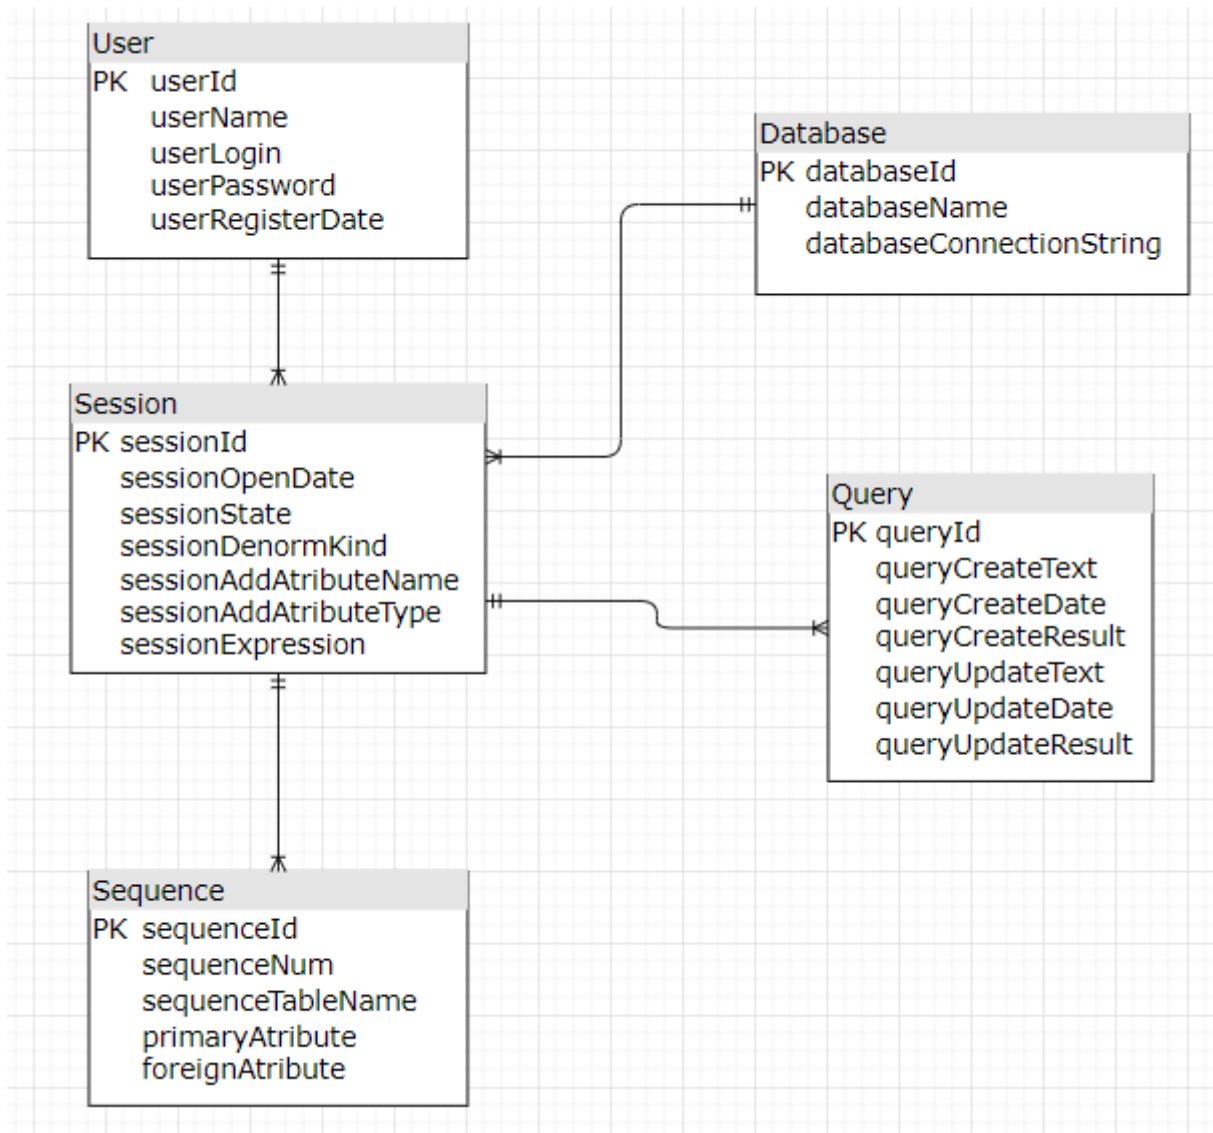 User
PK userId
userName
userLogin
userPassword
userRegisterDate
Database
PK databaseId
databaseName
databaseConnectionString
Session
PK sessionId
sessionOpenDate
sessionState
sessionDenormKind
sessionAddAtributeName
sessionAddAtributeType
sessionExpression
Query
PK queryId
queryCreateText
queryCreateDate
queryCreateResult
queryUpdateText
queryUpdateDate
queryUpdateResult
Sequence
PK sequenceId
sequenceNum
sequenceTableName
primaryAtribute
foreignAtribute